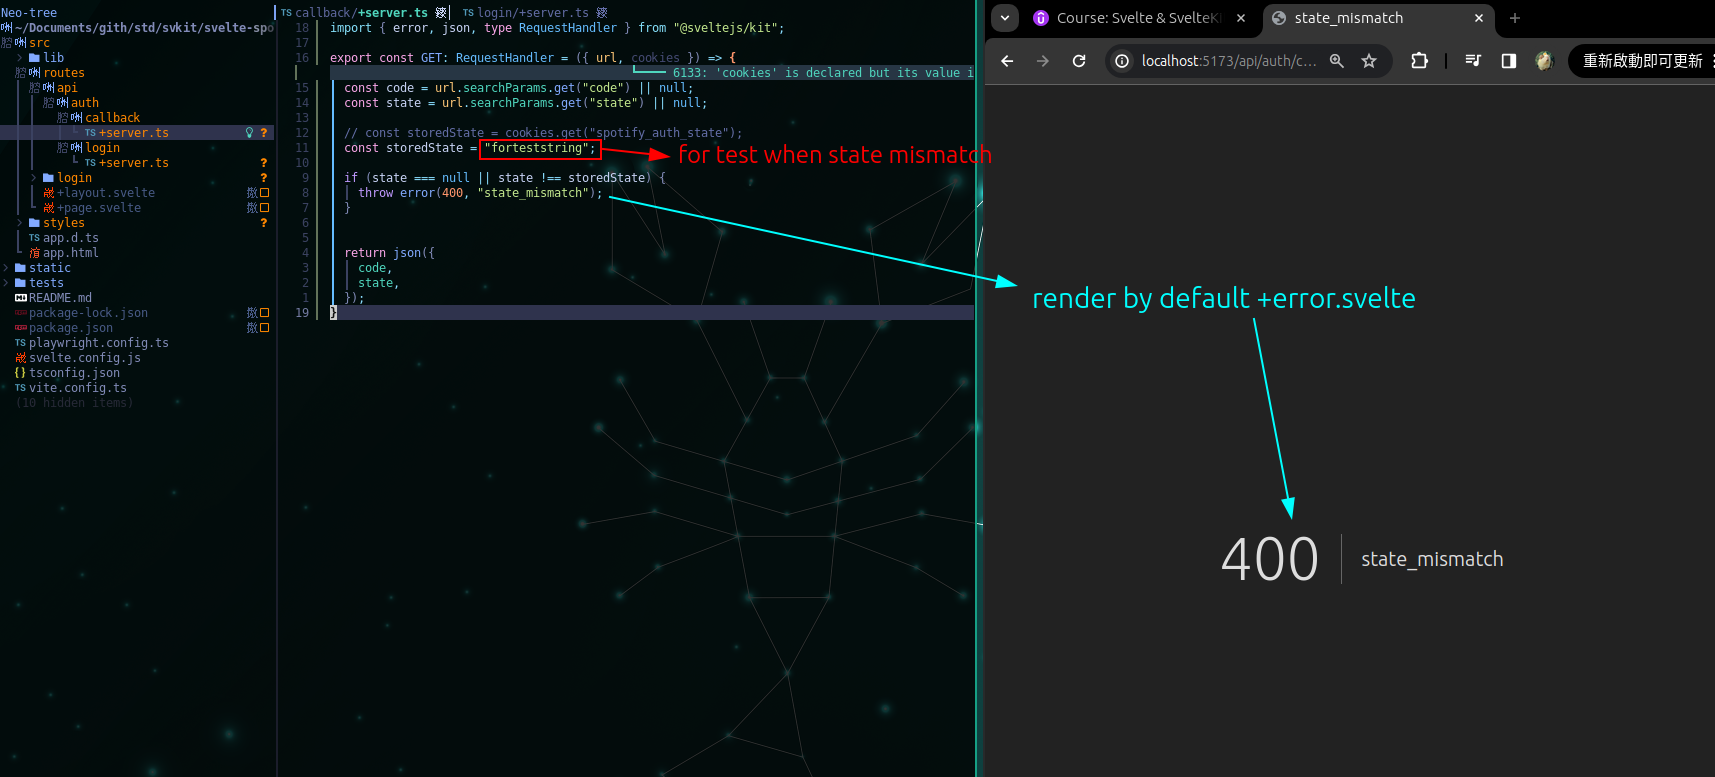 Neo-tree
~/Documents/gith/std/svkit/svelte-spo
src
lib
routes
api
auth
callback
TS +server.ts ?
login
TS +server.ts ?
login ?
+layout.svelte
+page.svelte
styles ?
TS app.d.ts
app.html
static
tests
README.md
package-lock.json
package.json
TS playwright.config.ts
svelte.config.js
{} tsconfig.json
TS vite.config.ts
(10 hidden items)
TS callback/+server.ts TS login/+server.ts
18 import { error, json, type RequestHandler } from "@sveltejs/kit";
17
16 export const GET: RequestHandler = ({ url, cookies }) => {
6133: 'cookies' is declared but its value i
15 const code = url.searchParams.get("code") || null;
14 const state = url.searchParams.get("state") || null;
13
12 // const storedState = cookies.get("spotify_auth_state");
11 const storedState = "forteststring";
10
9 if (state === null || state !== storedState) {
8 throw error(400, "state_mismatch");
7 }
6
5
4 return json({
3 code,
2 state,
1 });
19 }
for test when state mismatch
render by default +error.svelte
Course: Svelte & SvelteKi
state_mismatch
localhost:5173/api/auth/c...
重新啟動即可更新
400
state_mismatch